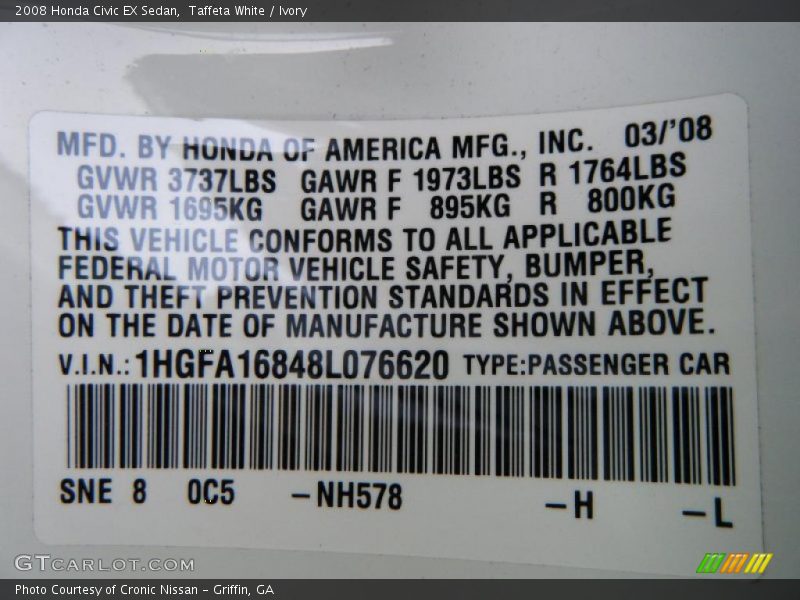 2008 Honda Civic EX Sedan, Taffeta White / Ivory
MFD. BY HONDA OF AMERICA MFG., INC. 03/'08
GVWR 3737LBS GAWR F 1973LBS R 1764LBS
GVWR 1695KG GAWR F 895KG R 800KG
THIS VEHICLE CONFORMS TO ALL APPLICABLE
FEDERAL MOTOR VEHICLE SAFETY, BUMPER,
AND THEFT PREVENTION STANDARDS IN EFFECT
ON THE DATE OF MANUFACTURE SHOWN ABOVE.
V.I.N.: 1HGFA16848L076620 TYPE:PASSENGER CAR
SNE 8 0C5 -NH578 -H -L
GTCARLOT.COM
Photo Courtesy of Cronic Nissan - Griffin, GA